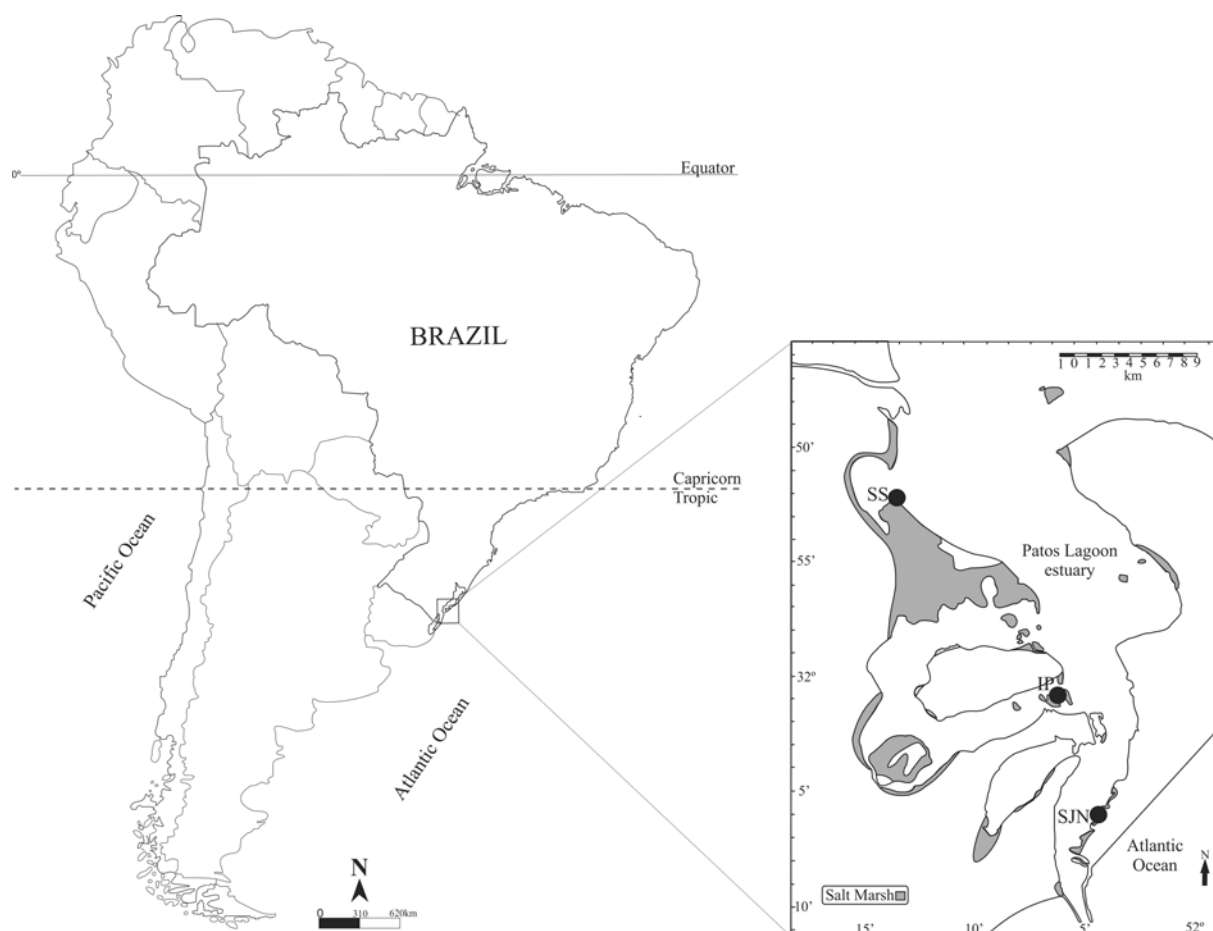 Equator
0º
BRAZIL
Capricorn
Tropic
Pacific Ocean
Atlantic Ocean
N
0 310 620km
1 0 1 2 3 4 5 6 7 8 9
km
50’
SS
55’
Patos Lagoon
estuary
32º
IP
5’
SJN
Atlantic
Ocean
N
Salt Marsh
10’
15’ 10’ 5’ 52º